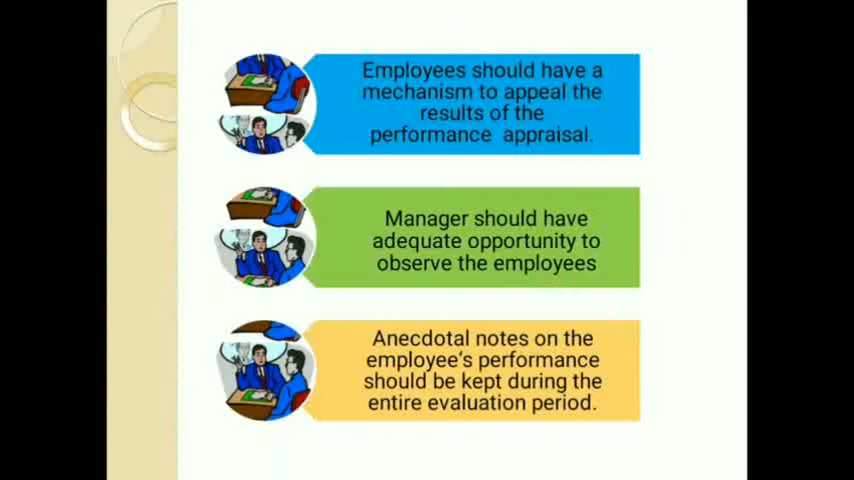 Employees should have a
mechanism to appeal the
results of the
performance appraisal.
Manager should have
adequate opportunity to
observe the employees
Anecdotal notes on the
employee‘s performance
should be kept during the
entire evaluation period.